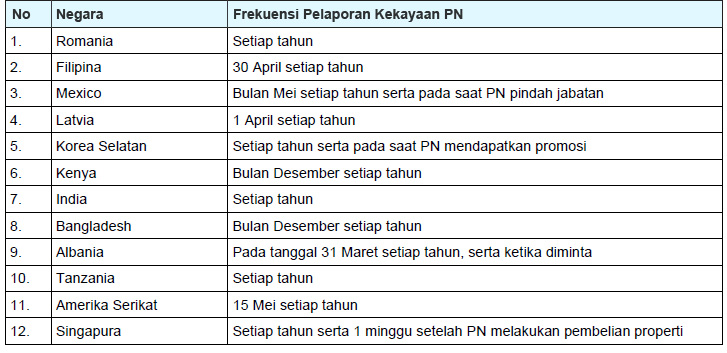 No Negara Frekuensi Pelaporan Kekayaan PN
1. Romania Setiap tahun
2. Filipina 30 April setiap tahun
3. Mexico Bulan Mei setiap tahun serta pada saat PN pindah jabatan
4. Latvia 1 April setiap tahun
5. Korea Selatan Setiap tahun serta pada saat PN mendapatkan promosi
6. Kenya Bulan Desember setiap tahun
7. India Setiap tahun
8. Bangladesh Bulan Desember setiap tahun
9. Albania Pada tanggal 31 Maret setiap tahun, serta ketika diminta
10. Tanzania Setiap tahun
11. Amerika Serikat 15 Mei setiap tahun
12. Singapura Setiap tahun serta 1 minggu setelah PN melakukan pembelian properti